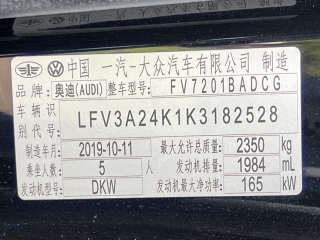 中国 一汽-大众汽车有限公司 制造
品牌: 奥迪(AUDI) 整车型号: FV7201BADCG
车辆识别代号: LFV3A24K1K3182528
制造年月 2019-10-11 最大允许总质量 2350 kg
乘坐人数 5 人 发动机排量 1984 mL
发动机型号 DKW 发动机最大净功率 165 kW